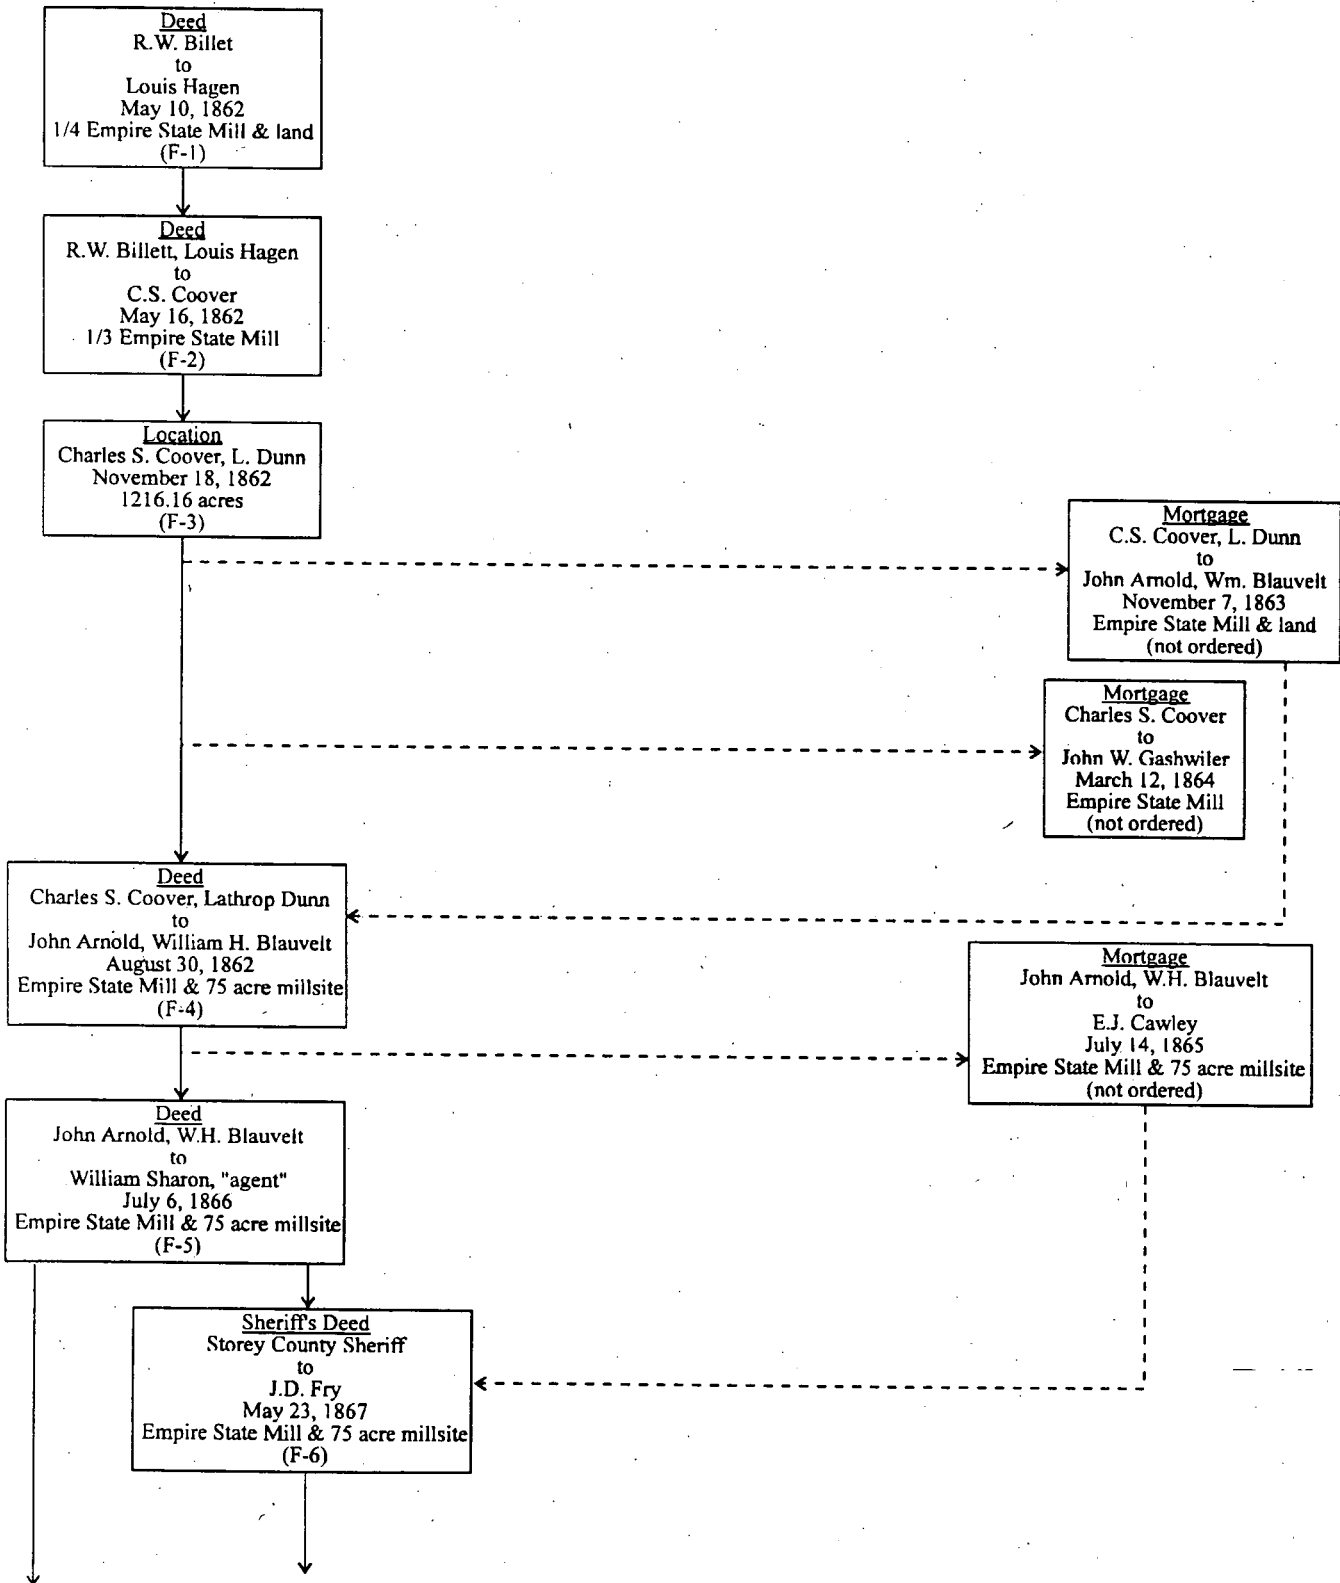 Deed
R.W. Billet
to
Louis Hagen
May 10, 1862
1/4 Empire State Mill & land
(F-1)
Deed
R.W. Billett, Louis Hagen
to
C.S. Coover
May 16, 1862
1/3 Empire State Mill
(F-2)
Location
Charles S. Coover, L. Dunn
November 18, 1862
1216.16 acres
(F-3)
Mortgage
C.S. Coover, L. Dunn
to
John Arnold, Wm. Blauvelt
November 7, 1863
Empire State Mill & land
(not ordered)
Mortgage
Charles S. Coover
to
John W. Gashwiler
March 12, 1864
Empire State Mill
(not ordered)
Deed
Charles S. Coover, Lathrop Dunn
to
John Arnold, William H. Blauvelt
August 30, 1862
Empire State Mill & 75 acre millsite
(F-4)
Mortgage
John Arnold, W.H. Blauvelt
to
E.J. Cawley
July 14, 1865
Empire State Mill & 75 acre millsite
(not ordered)
Deed
John Arnold, W.H. Blauvelt
to
William Sharon, "agent"
July 6, 1866
Empire State Mill & 75 acre millsite
(F-5)
Sheriff's Deed
Storey County Sheriff
to
J.D. Fry
May 23, 1867
Empire State Mill & 75 acre millsite
(F-6)